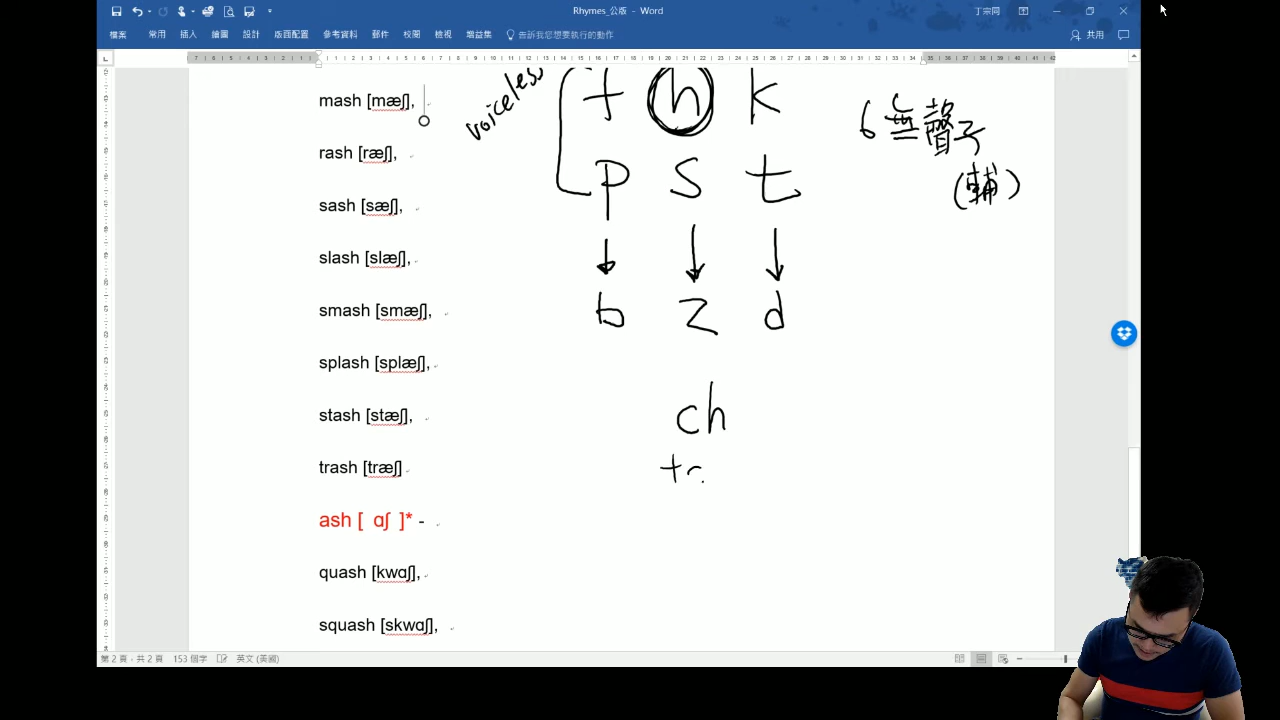 Rhymes_公版 - Word
丁宗同
檔案 常用 插入 繪圖 設計 版面配置 參考資料 郵件 校閱 檢視 增益集 告訴我您想要執行的動作 共用
mash [mæʃ],
rash [ræʃ],
sash [sæʃ],
slash [slæʃ],
smash [smæʃ],
splash [splæʃ],
stash [stæʃ],
trash [træʃ]
ash [ ɑʃ ]* -
quash [kwɑʃ],
squash [skwɑʃ],
voiceless
f h k
p s t
b z d
ch
tr
6 無聲子
(輔)
第 2 頁，共 2 頁 153 個字 英文 (美國)